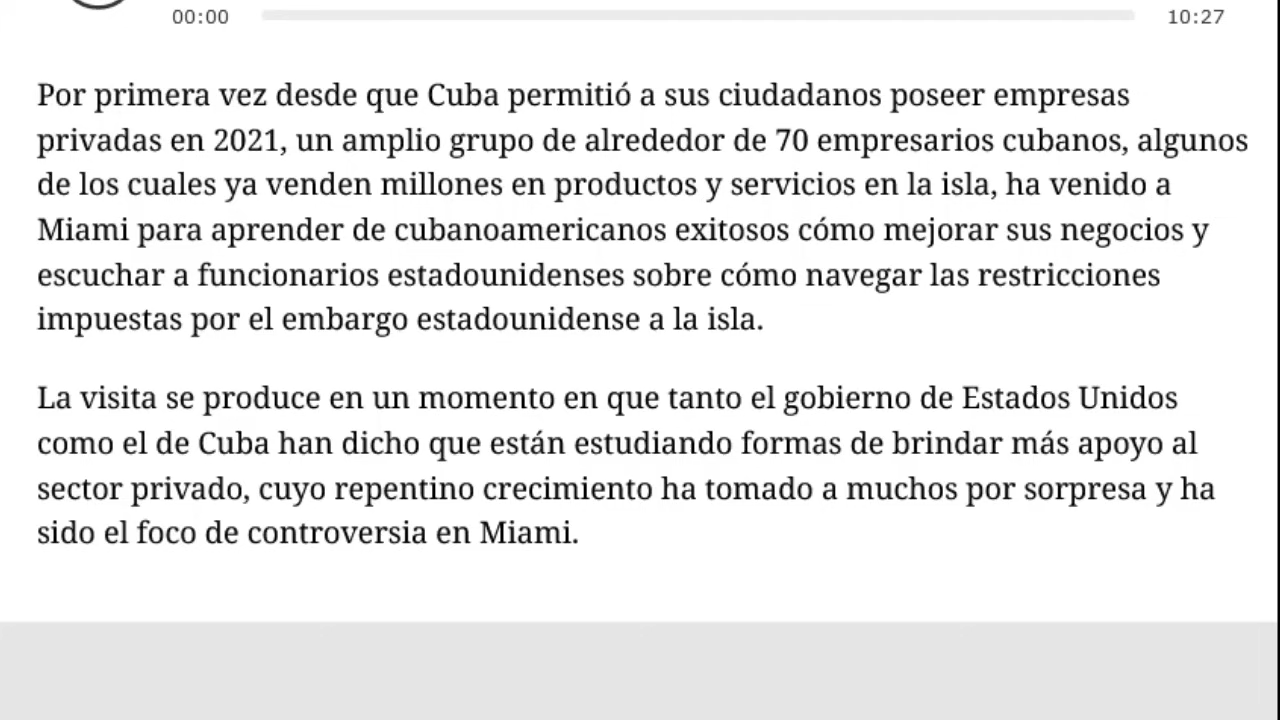 00:00 10:27
Por primera vez desde que Cuba permitió a sus ciudadanos poseer empresas
privadas en 2021, un amplio grupo de alrededor de 70 empresarios cubanos, algunos
de los cuales ya venden millones en productos y servicios en la isla, ha venido a
Miami para aprender de cubanoamericanos exitosos cómo mejorar sus negocios y
escuchar a funcionarios estadounidenses sobre cómo navegar las restricciones
impuestas por el embargo estadounidense a la isla.
La visita se produce en un momento en que tanto el gobierno de Estados Unidos
como el de Cuba han dicho que están estudiando formas de brindar más apoyo al
sector privado, cuyo repentino crecimiento ha tomado a muchos por sorpresa y ha
sido el foco de controversia en Miami.